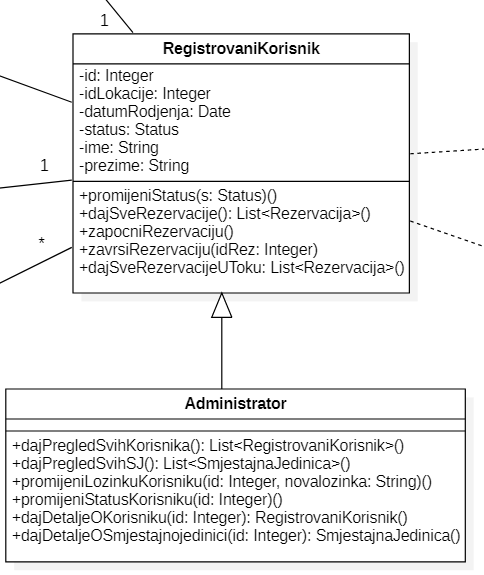 1
RegistrovaniKorisnik
-id: Integer
-idLokacije: Integer
-datumRodjenja: Date
-status: Status
-ime: String
-prezime: String
1
+promijeniStatus(s: Status)()
+dajSveRezervacije(): List<Rezervacija>()
+zapocniRezervaciju()
*
+zavrsiRezervaciju(idRez: Integer)
+dajSveRezervacijeUToku: List<Rezervacija>()
Administrator
+dajPregledSvihKorisnika(): List<RegistrovaniKorisnik>()
+dajPregledSvihSJ(): List<SmjestajnaJedinica>()
+promijeniLozinkuKorisniku(id: Integer, novalozinka: String)()
+promijeniStatusKorisniku(id: Integer)()
+dajDetaljeOKorisniku(id: Integer): RegistrovaniKorisnik()
+dajDetaljeOSmjestajnojedinici(id: Integer): SmjestajnaJedinica()